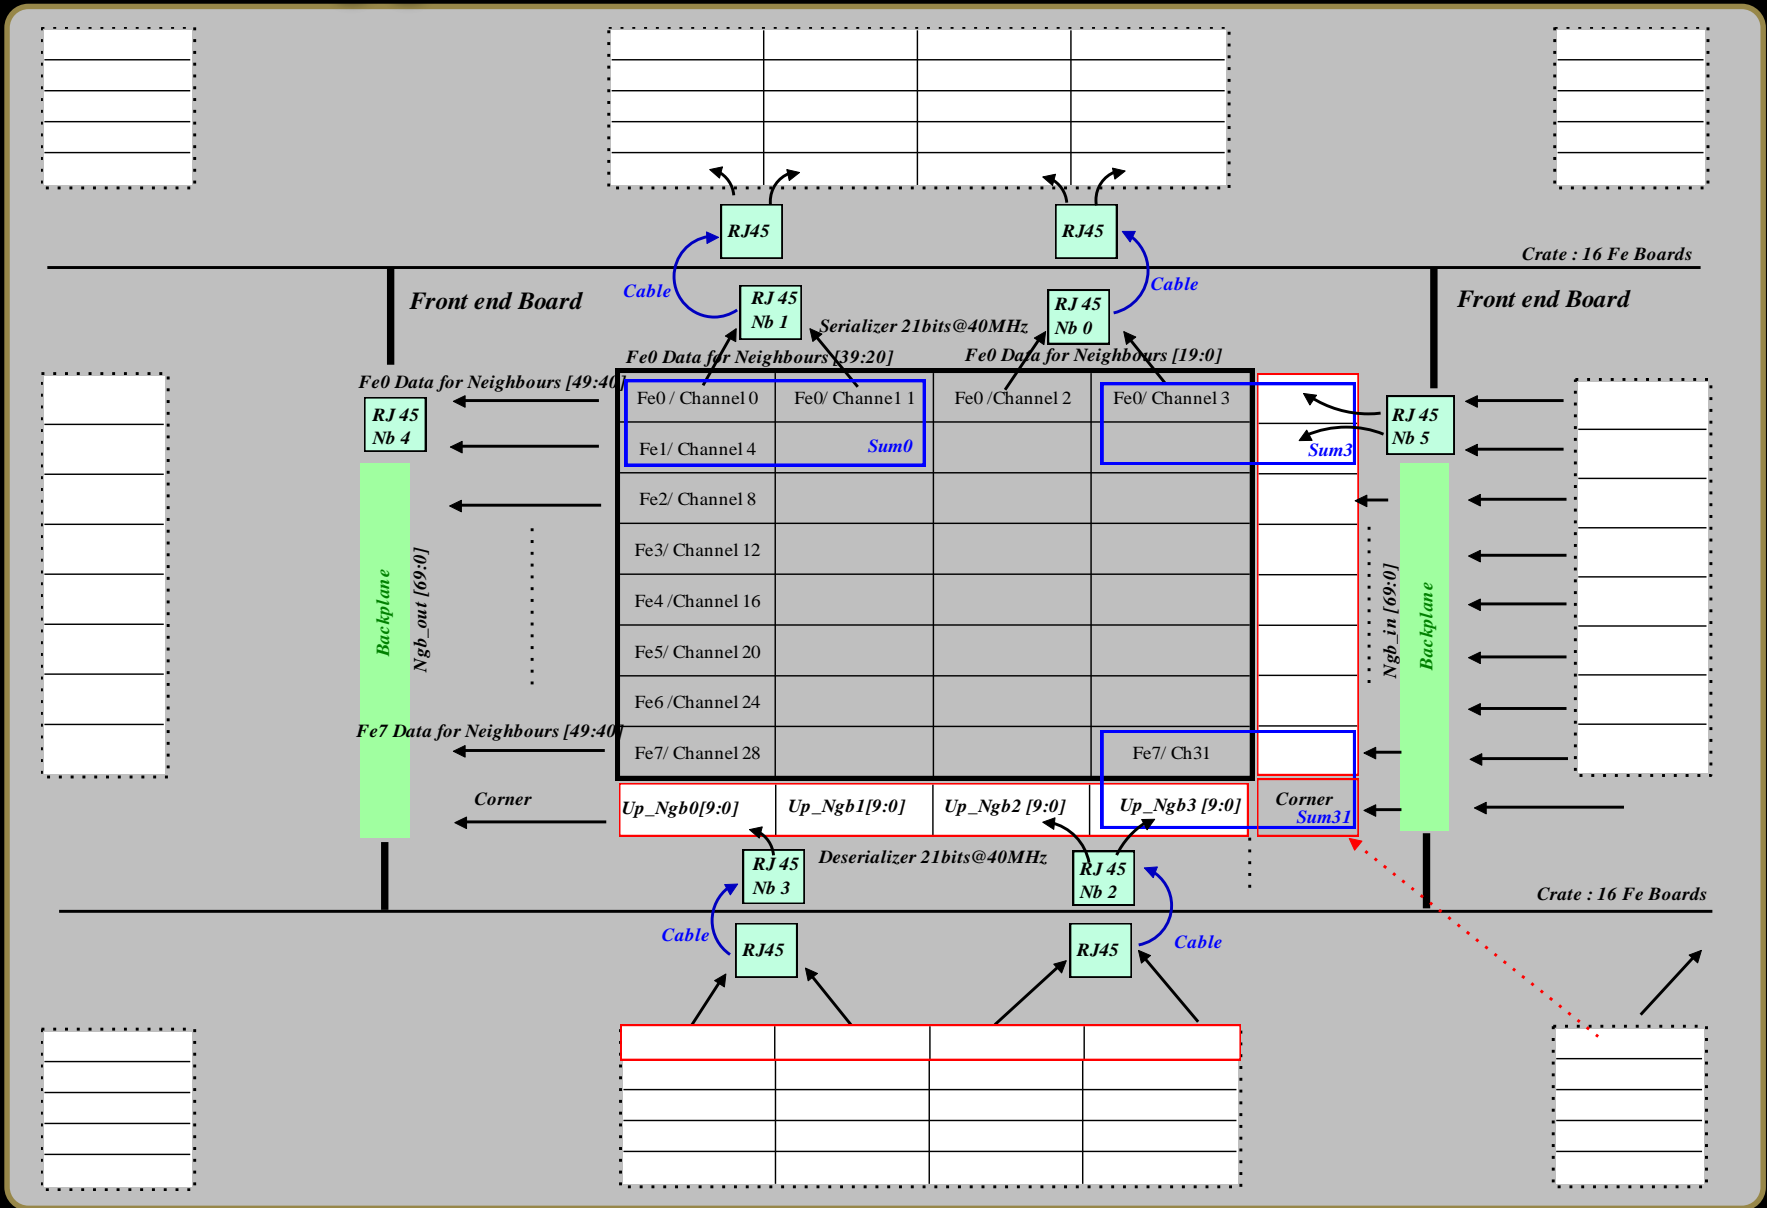 RJ45
RJ45
Crate : 16 Fe Boards
Front end Board
Cable
RJ 45
Nb 1
Serializer 21bits@40MHz
RJ 45
Nb 0
Cable
Front end Board
Fe0 Data for Neighbours [39:20]
Fe0 Data for Neighbours [19:0]
Fe0 Data for Neighbours [49:40]
RJ 45
Nb 4
Fe0 / Channel 0
Fe0/ Channel 1
Fe0 /Channel 2
Fe0/ Channel 3
RJ 45
Nb 5
Fe1/ Channel 4
Sum0
Sum3
Fe2/ Channel 8
Fe3/ Channel 12
Fe4 /Channel 16
Fe5/ Channel 20
Fe6 /Channel 24
Backplane
Ngb_out [69:0]
Ngb_in [69:0]
Backplane
Fe7 Data for Neighbours [49:40]
Fe7/ Channel 28
Fe7/ Ch31
Corner
Up_Ngb0[9:0]
Up_Ngb1[9:0]
Up_Ngb2 [9:0]
Up_Ngb3 [9:0]
Corner
Sum31
RJ 45
Nb 3
Deserializer 21bits@40MHz
RJ 45
Nb 2
Crate : 16 Fe Boards
Cable
RJ45
RJ45
Cable